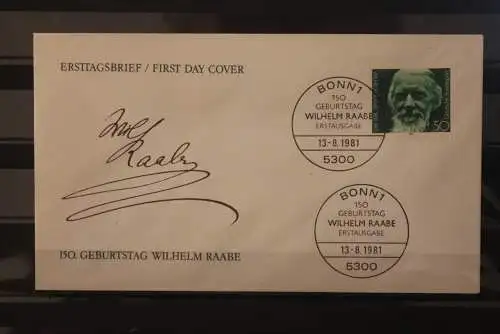 ERSTTAGSBRIEF / FIRST DAY COVER
Raabe
150. GEBURTSTAG WILHELM RAABE
BONN 1
150
GEBURTSTAG
WILHELM RAABE
ERSTAUSGABE
13-8.1981
5300
50
BONN 1
150
GEBURTSTAG
WILHELM RAABE
ERSTAUSGABE
13-8.1981
5300